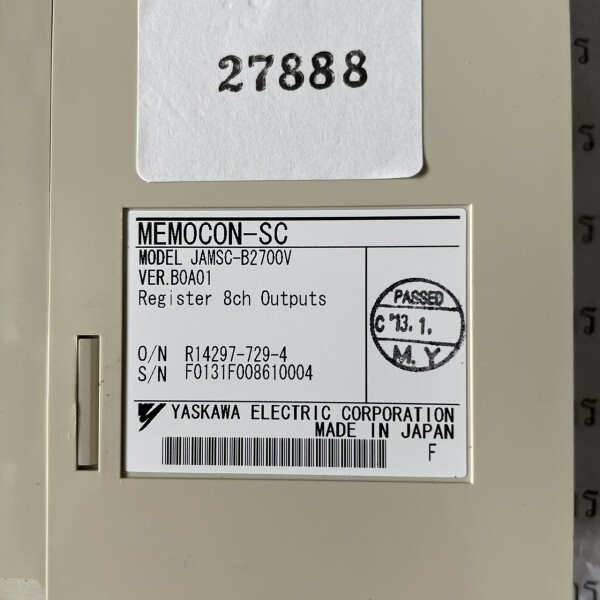 27888
MEMOCON-SC
MODEL JAMSC-B2700V
VER.B0A01
Register 8ch Outputs
PASSED
C '13.1.
M.Y
O/N R14297-729-4
S/N F0131F008610004
YASKAWA ELECTRIC CORPORATION
MADE IN JAPAN
F